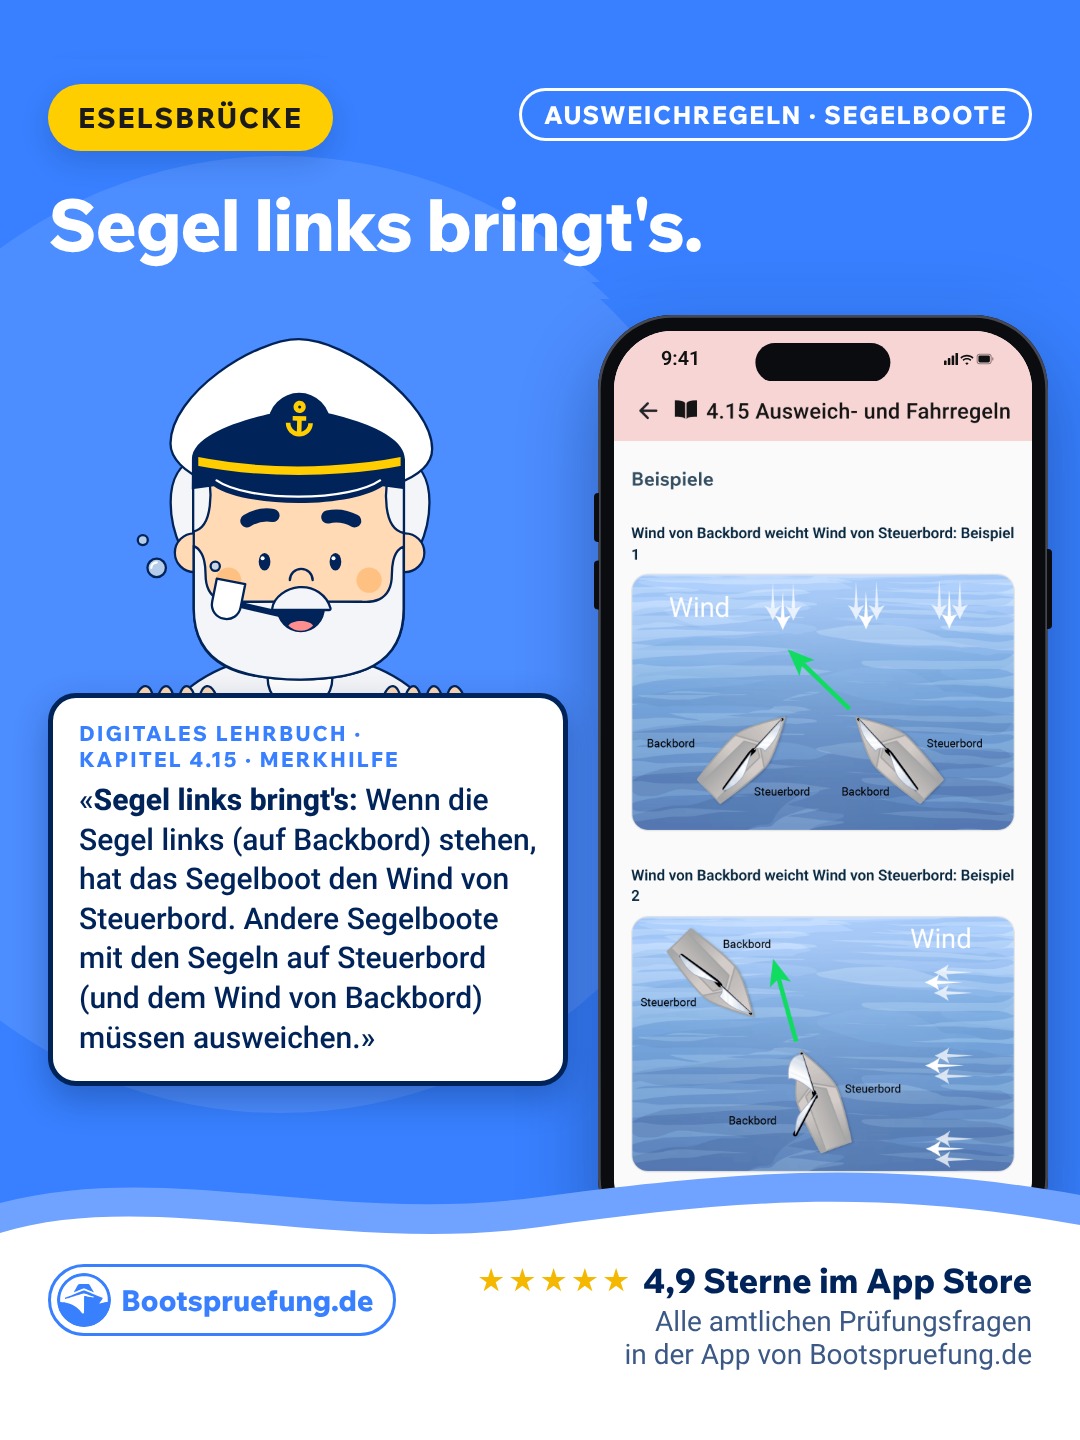 ESELSBRÜCKE
AUSWEICHREGELN · SEGELBOOTE
Segel links bringt's.
DIGITALES LEHRBUCH ·
KAPITEL 4.15 · MERKHILFE
«Segel links bringt's: Wenn die
Segel links (auf Backbord) stehen,
hat das Segelboot den Wind von
Steuerbord. Andere Segelboote
mit den Segeln auf Steuerbord
(und dem Wind von Backbord)
müssen ausweichen.»
9:41
4.15 Ausweich- und Fahrregeln
Beispiele
Wind von Backbord weicht Wind von Steuerbord: Beispiel
1
Wind
Backbord
Steuerbord
Steuerbord
Backbord
Wind von Backbord weicht Wind von Steuerbord: Beispiel
2
Backbord
Wind
Steuerbord
Steuerbord
Backbord
Bootspruefung.de
★★★★★ 4,9 Sterne im App Store
Alle amtlichen Prüfungsfragen
in der App von Bootspruefung.de